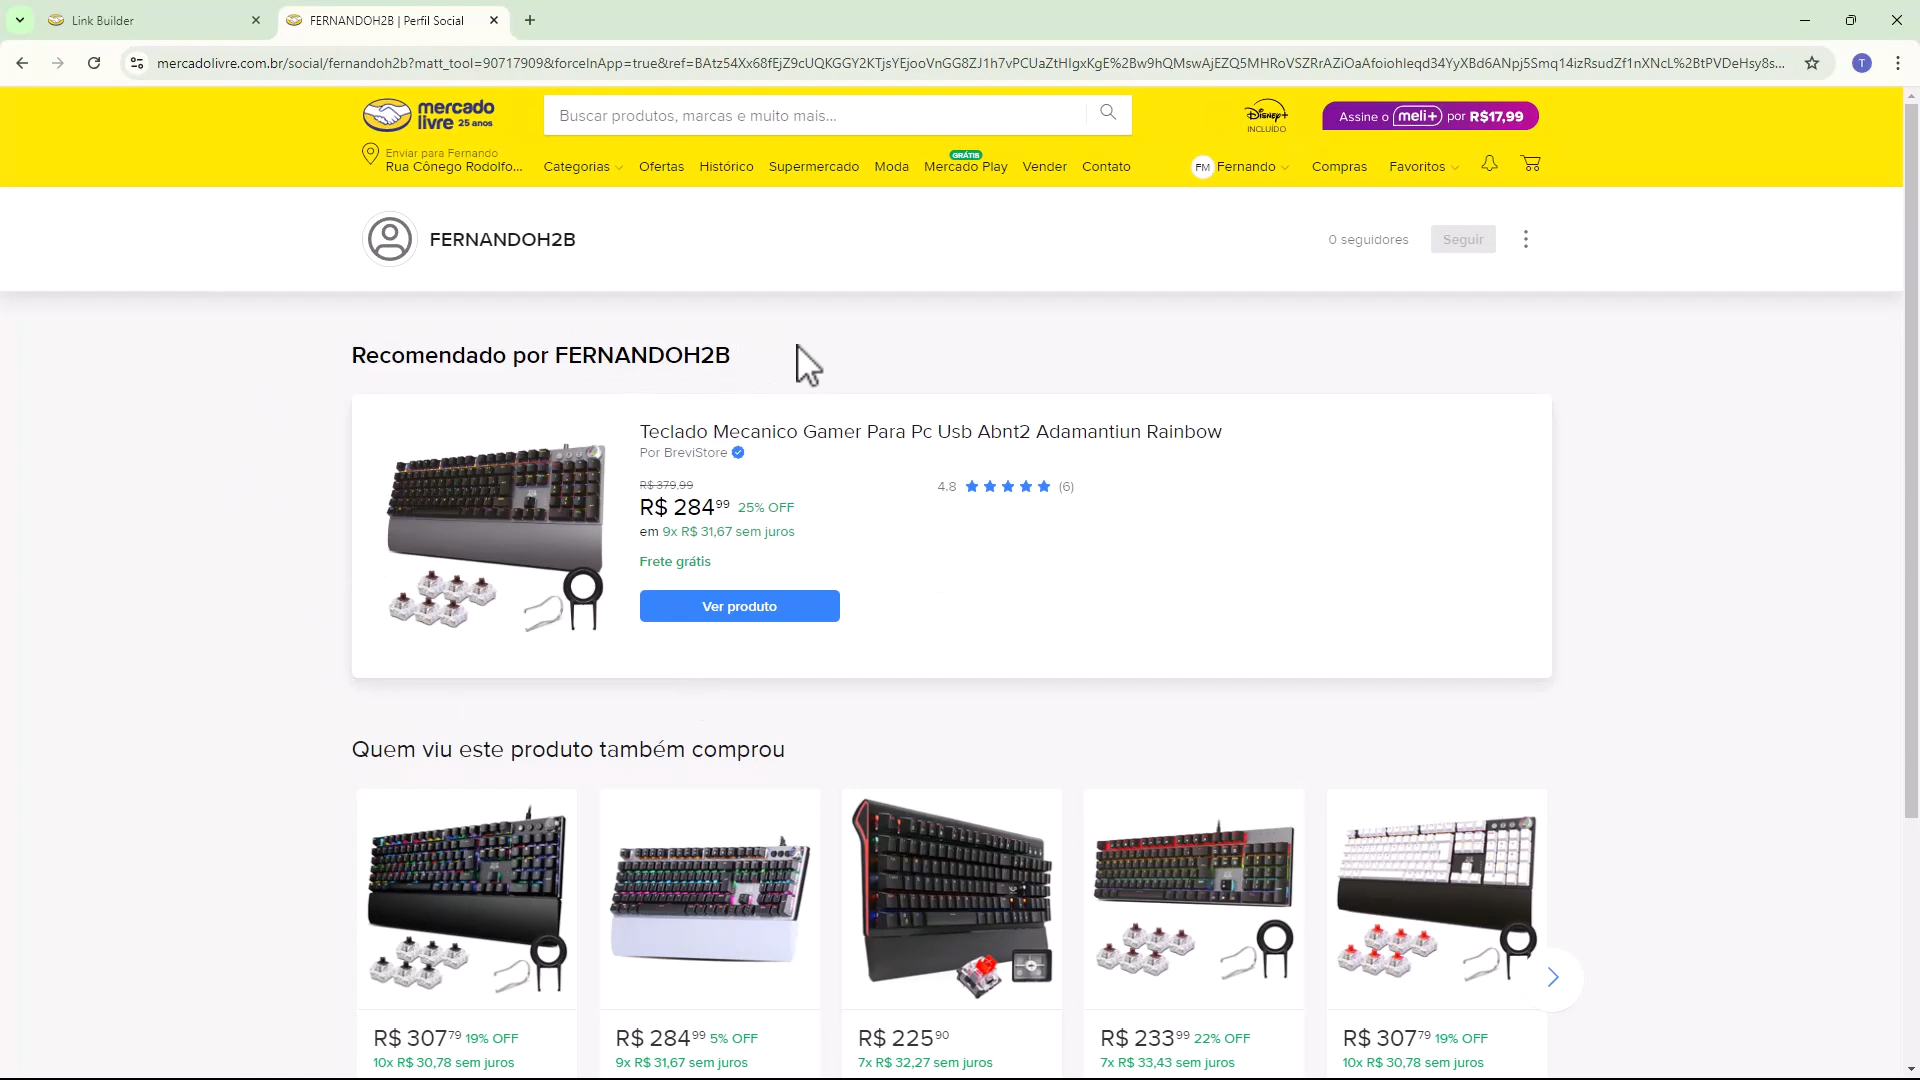 Link Builder
FERNANDOH2B | Perfil Social
mercadolivre.com.br/social/fernandoh2b?matt_tool=90717909&forceInApp=true&ref=BAtz54Xx68fEjZ9cUQKGGY2KTjsYEjooVnGG8ZJ1h7vPCUaZtHIgxKgE%2Bw9hQMswAjEZQ5MHRoVSZRrAZiOaAfoiohleqd34YyXBd6ANpj5Smq14izRsudZf1nXNcL%2BtPVDeHsy8s...
T
mercado livre 25 anos
Buscar produtos, marcas e muito mais...
Disney+ INCLUÍDO
Assine o meli+ por R$17,99
Enviar para Fernando
Rua Cônego Rodolfo...
Categorias
Ofertas
Histórico
Supermercado
Moda
GRÁTIS
Mercado Play
Vender
Contato
FM Fernando
Compras
Favoritos
FERNANDOH2B
0 seguidores
Seguir
Recomendado por FERNANDOH2B
Teclado Mecanico Gamer Para Pc Usb Abnt2 Adamantiun Rainbow
Por BreviStore
R$ 379,99
4.8 (6)
R$ 284 99 25% OFF
em 9x R$ 31,67 sem juros
Frete grátis
Ver produto
Quem viu este produto também comprou
R$ 307 79 19% OFF
10x R$ 30,78 sem juros
R$ 284 99 5% OFF
9x R$ 31,67 sem juros
R$ 225 90
7x R$ 32,27 sem juros
R$ 233 99 22% OFF
7x R$ 33,43 sem juros
R$ 307 79 19% OFF
10x R$ 30,78 sem juros